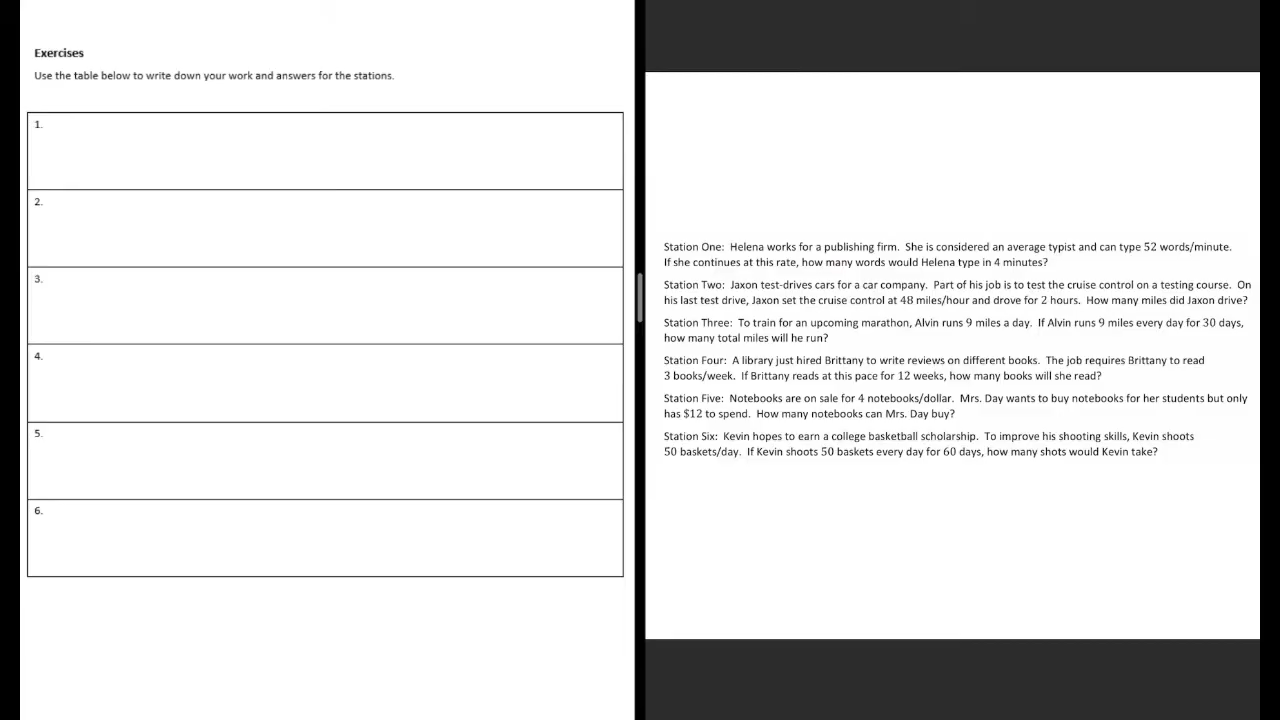 Exercises
Use the table below to write down your work and answers for the stations.
1.
2.
3.
4.
5.
6.
Station One:  Helena works for a publishing firm.  She is considered an average typist and can type 52 words/minute.
If she continues at this rate, how many words would Helena type in 4 minutes?
Station Two:  Jaxon test-drives cars for a car company.  Part of his job is to test the cruise control on a testing course.  On
his last test drive, Jaxon set the cruise control at 48 miles/hour and drove for 2 hours.  How many miles did Jaxon drive?
Station Three:  To train for an upcoming marathon, Alvin runs 9 miles a day.  If Alvin runs 9 miles every day for 30 days,
how many total miles will he run?
Station Four:  A library just hired Brittany to write reviews on different books.  The job requires Brittany to read
3 books/week.  If Brittany reads at this pace for 12 weeks, how many books will she read?
Station Five:  Notebooks are on sale for 4 notebooks/dollar.  Mrs. Day wants to buy notebooks for her students but only
has $12 to spend.  How many notebooks can Mrs. Day buy?
Station Six:  Kevin hopes to earn a college basketball scholarship.  To improve his shooting skills, Kevin shoots
50 baskets/day.  If Kevin shoots 50 baskets every day for 60 days, how many shots would Kevin take?